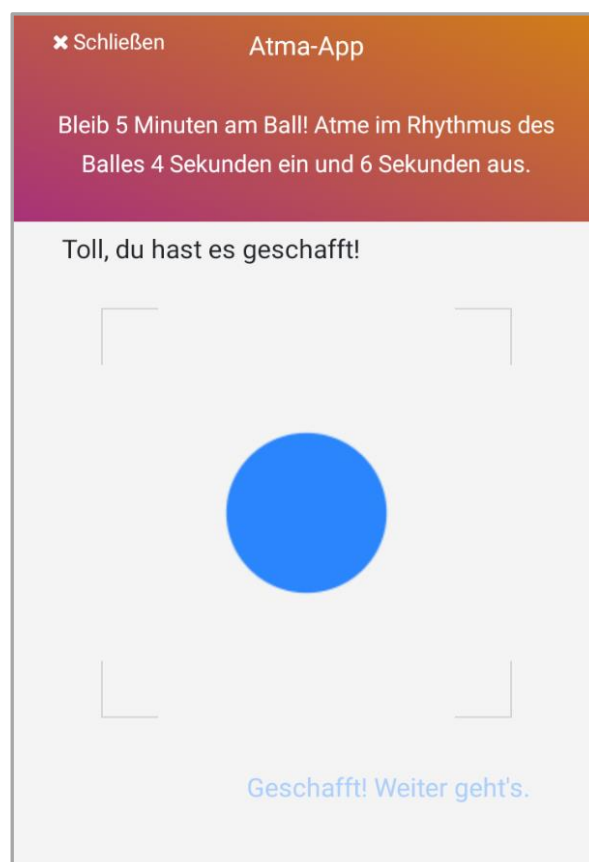 ✖ Schließen Atma-App
Bleib 5 Minuten am Ball! Atme im Rhythmus des
Balles 4 Sekunden ein und 6 Sekunden aus.
Toll, du hast es geschafft!
Geschafft! Weiter geht's.